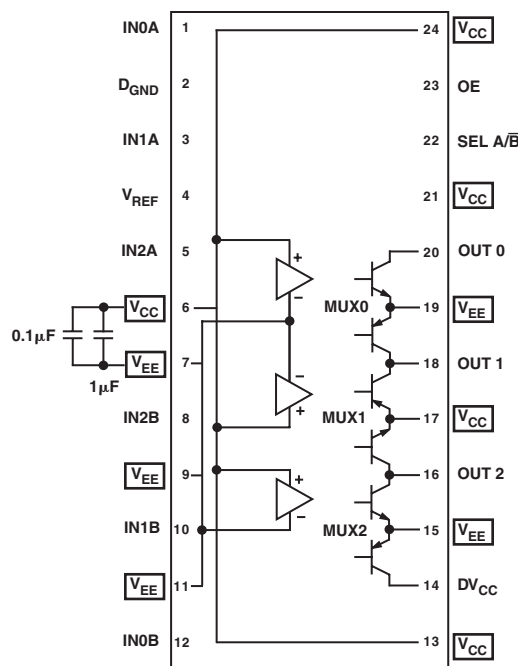 IN0A 1 24 VCC
DGND 2 23 OE
IN1A 3 22 SEL A/B̅
VREF 4 21 VCC
IN2A 5 20 OUT 0
+
VCC 6 − MUX0 19 VEE
0.1µF
1µF
VEE 7 − 18 OUT 1
IN2B 8 + MUX1 17 VCC
VEE 9 + 16 OUT 2
IN1B 10 − MUX2 15 VEE
VEE 11 14 DVCC
IN0B 12 13 VCC